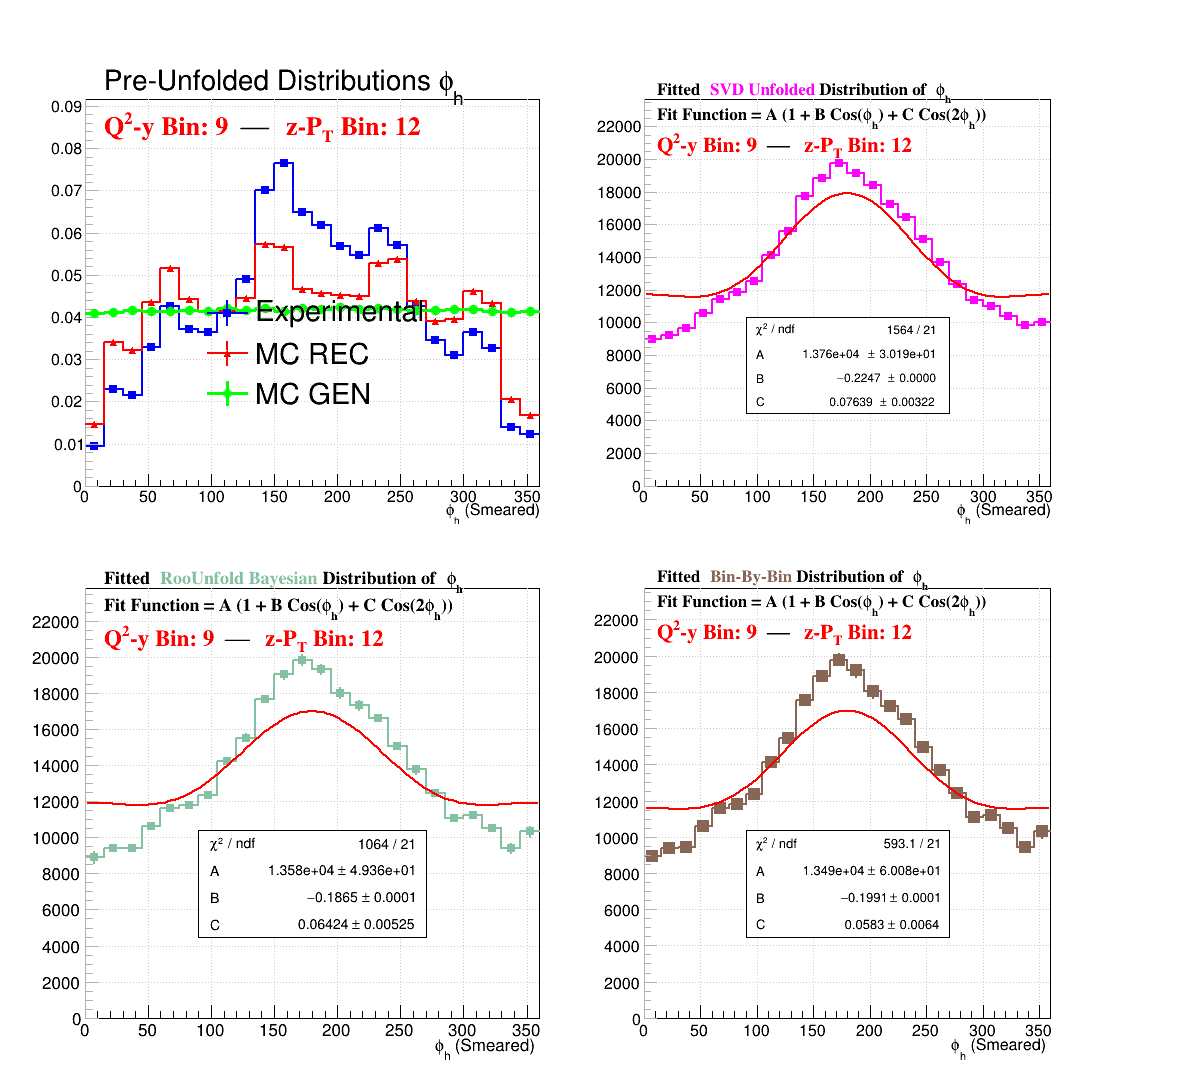 Pre-Unfolded Distributions ϕh
Q²-y Bin: 9 — z-PT Bin: 12
0.09
0.08
0.07
0.06
0.05
0.04
0.03
0.02
0.01
0
Experimental
MC REC
MC GEN
0 50 100 150 200 250 300 350
ϕh (Smeared)
Fitted SVD Unfolded Distribution of ϕh
Fit Function = A (1 + B Cos(ϕh) + C Cos(2ϕh))
Q²-y Bin: 9 — z-PT Bin: 12
22000
20000
18000
16000
14000
12000
10000
8000
6000
4000
2000
0
χ² / ndf 1564 / 21
A 1.376e+04 ± 3.019e+01
B −0.2247 ± 0.0000
C 0.07639 ± 0.00322
0 50 100 150 200 250 300 350
ϕh (Smeared)
Fitted RooUnfold Bayesian Distribution of ϕh
Fit Function = A (1 + B Cos(ϕh) + C Cos(2ϕh))
Q²-y Bin: 9 — z-PT Bin: 12
22000
20000
18000
16000
14000
12000
10000
8000
6000
4000
2000
0
χ² / ndf 1064 / 21
A 1.358e+04 ± 4.936e+01
B −0.1865 ± 0.0001
C 0.06424 ± 0.00525
0 50 100 150 200 250 300 350
ϕh (Smeared)
Fitted Bin-By-Bin Distribution of ϕh
Fit Function = A (1 + B Cos(ϕh) + C Cos(2ϕh))
Q²-y Bin: 9 — z-PT Bin: 12
22000
20000
18000
16000
14000
12000
10000
8000
6000
4000
2000
0
χ² / ndf 593.1 / 21
A 1.349e+04 ± 6.008e+01
B −0.1991 ± 0.0001
C 0.0583 ± 0.0064
0 50 100 150 200 250 300 350
ϕh (Smeared)